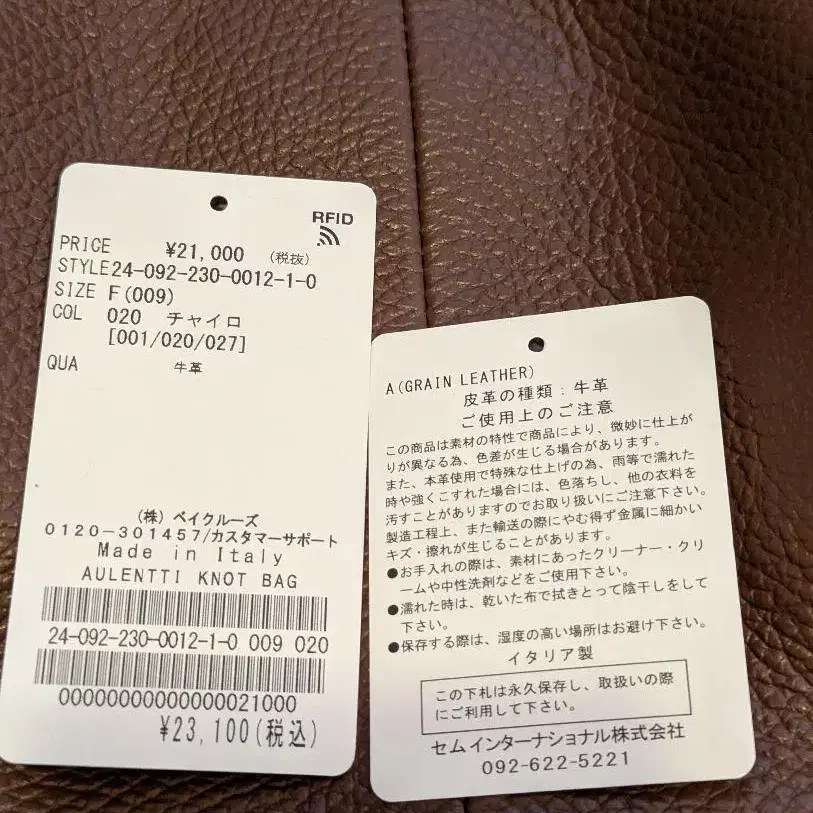 RFID
PRICE ¥21,000 (税抜)
STYLE24-092-230-0012-1-0
SIZE F(009)
COL 020 チャイロ
[001/020/027]
QUA 牛革
(株) ベイクルーズ
0120-301457/カスタマーサポート
Made in Italy
AULENTTI KNOT BAG
24-092-230-0012-1-0 009 020
00000000000000021000
¥23,100(税込)
A(GRAIN LEATHER)
皮革の種類:牛革
ご使用上のご注意
この商品は素材の特性で商品により、微妙に仕上が
りが異なる為、色差が生じる場合があります。
また、本革使用で特殊な仕上げの為、雨等で濡れた
時や強くこすれた場合には、色落ちし、他の衣料を
汚すことがありますのでお取り扱いにご注意下さい。
製造工程上、また輸送の際にやむ得ず金属に細かい
キズ・擦れが生じることがあります。
●お手入れの際は、素材にあったクリーナー・クリ
ームや中性洗剤などをご使用下さい。
●濡れた時は、乾いた布で拭きとって陰干しをして
下さい。
●保存する際は、湿度の高い場所はお避け下さい。
イタリア製
この下札は永久保存し、取扱いの際
にご利用して下さい。
セムインターナショナル株式会社
092-622-5221